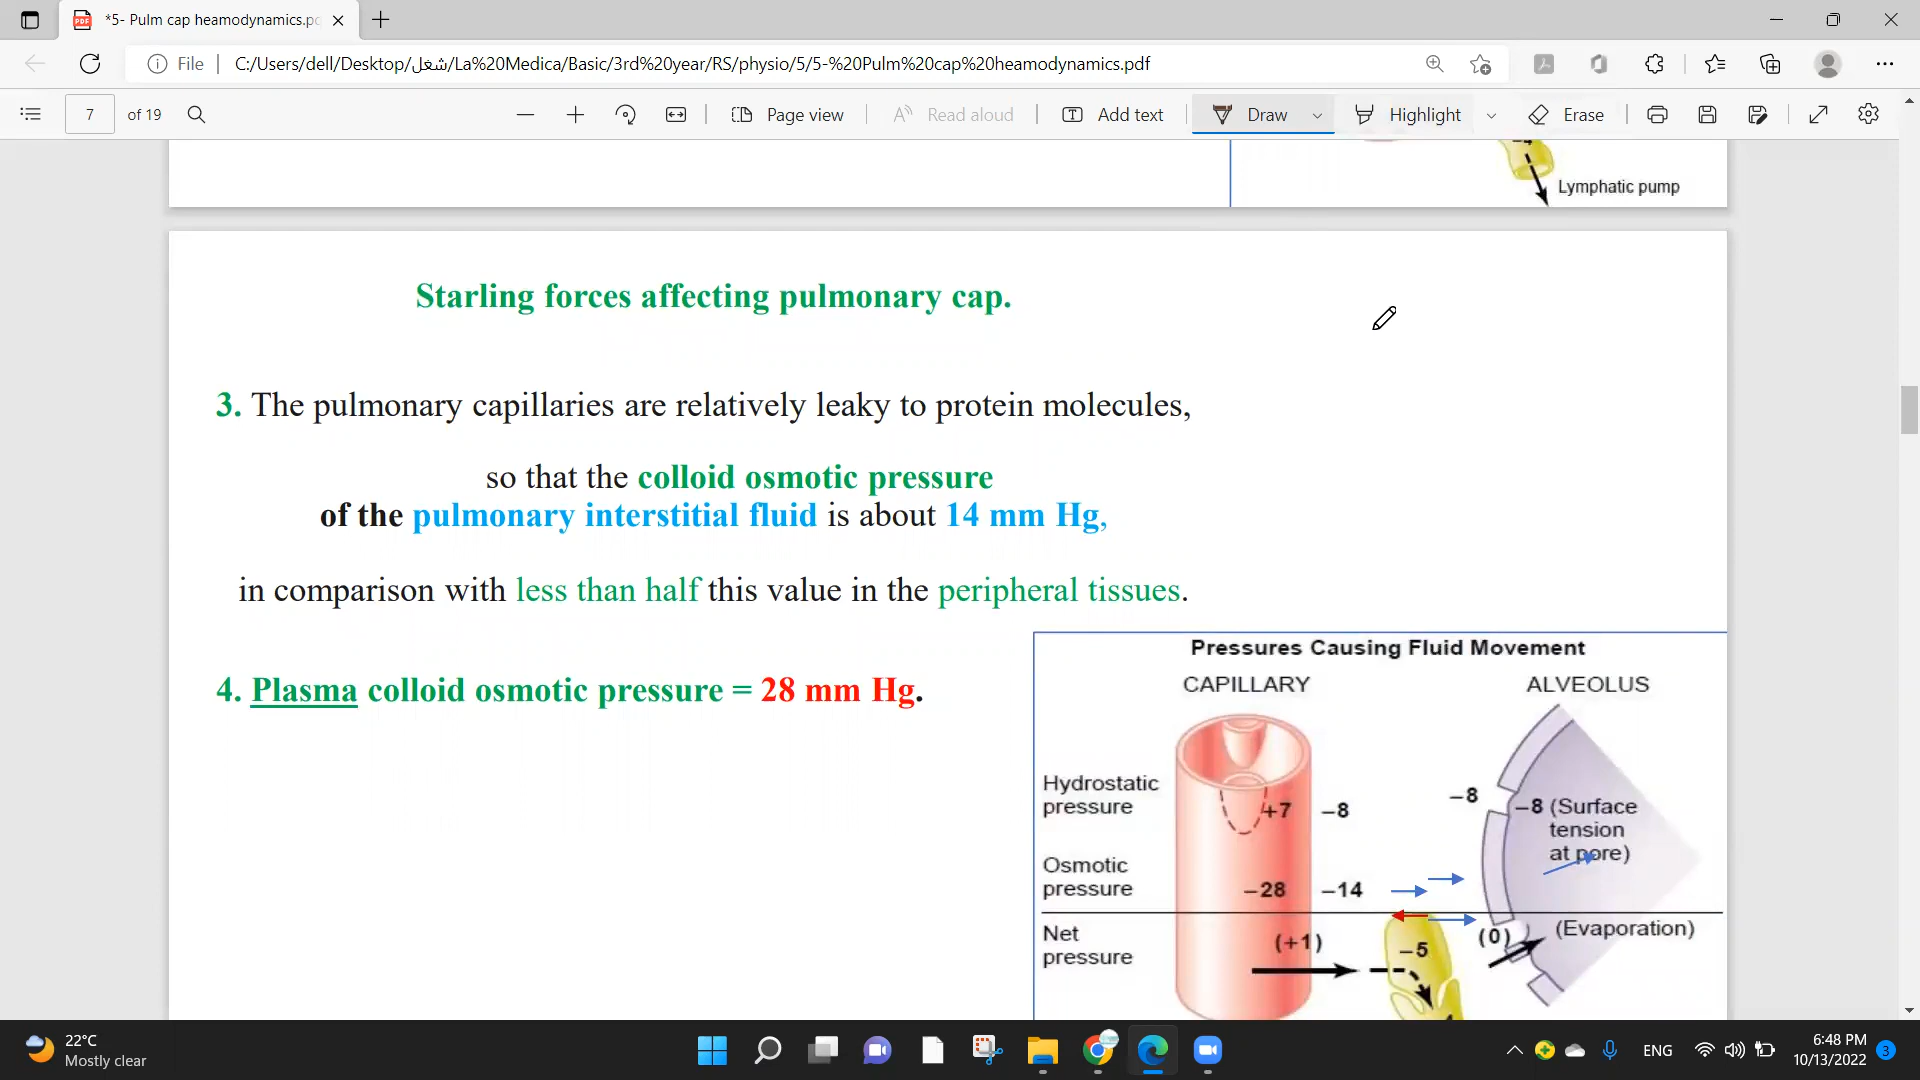 *5- Pulm cap heamodynamics.pd
File
C:/Users/dell/Desktop/شغل/La%20Medica/Basic/3rd%20year/RS/physio/5/5-%20Pulm%20cap%20heamodynamics.pdf
7 of 19
Page view
Read aloud
Add text
Draw
Highlight
Erase
-4
Lymphatic pump
Starling forces affecting pulmonary cap.
3. The pulmonary capillaries are relatively leaky to protein molecules,
so that the colloid osmotic pressure
of the pulmonary interstitial fluid is about 14 mm Hg,
in comparison with less than half this value in the peripheral tissues.
4. Plasma colloid osmotic pressure = 28 mm Hg.
Pressures Causing Fluid Movement
CAPILLARY ALVEOLUS
Hydrostatic
pressure
+7 −8 −8 −8 (Surface
tension
at pore)
Osmotic
pressure
−28 −14
Net
pressure
(+1) −5 (0) (Evaporation)
22°C
Mostly clear
ENG
6:48 PM
10/13/2022
3